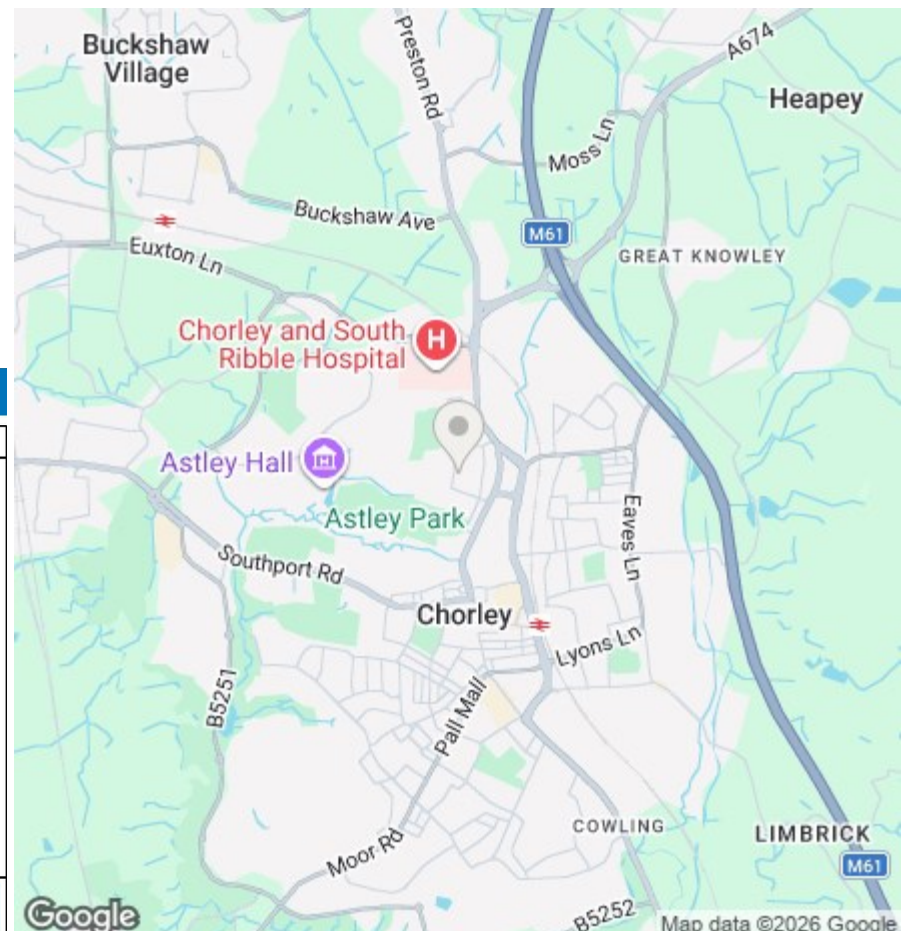 Buckshaw
Village
Preston Rd
A674
Heapey
Moss Ln
Buckshaw Ave
M61
Euxton Ln
GREAT KNOWLEY
Chorley and South
Ribble Hospital
H
Astley Hall
Astley Park
Eaves Ln
Southport Rd
Chorley
Lyons Ln
B5251
Pall Mall
COWLING
LIMBRICK
Moor Rd
M61
B5252
Google
Map data ©2026 Google